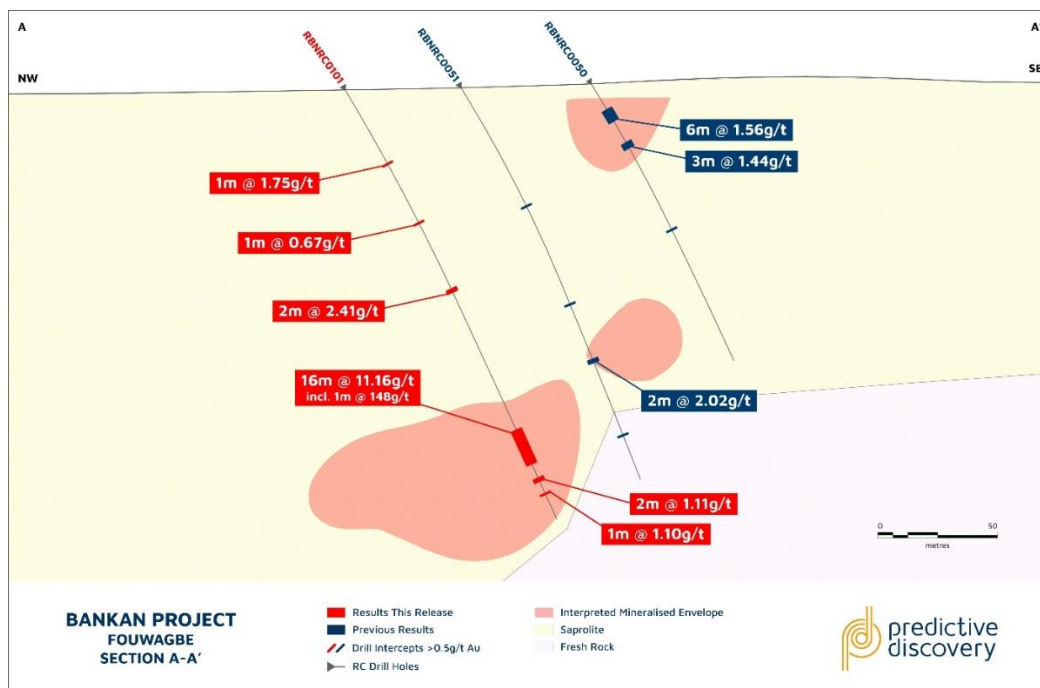 A
A'
NW
SE
RBNRC0101
RBNRC0051
RBNRC0050
6m @ 1.56g/t
3m @ 1.44g/t
1m @ 1.75g/t
1m @ 0.67g/t
2m @ 2.41g/t
16m @ 11.16g/t
incl. 1m @ 148g/t
2m @ 2.02g/t
2m @ 1.11g/t
1m @ 1.10g/t
0 50
metres
BANKAN PROJECT
FOUWAGBE
SECTION A-A'
Results This Release
Previous Results
Drill Intercepts >0.5g/t Au
RC Drill Holes
Interpreted Mineralised Envelope
Saprolite
Fresh Rock
predictive
discovery